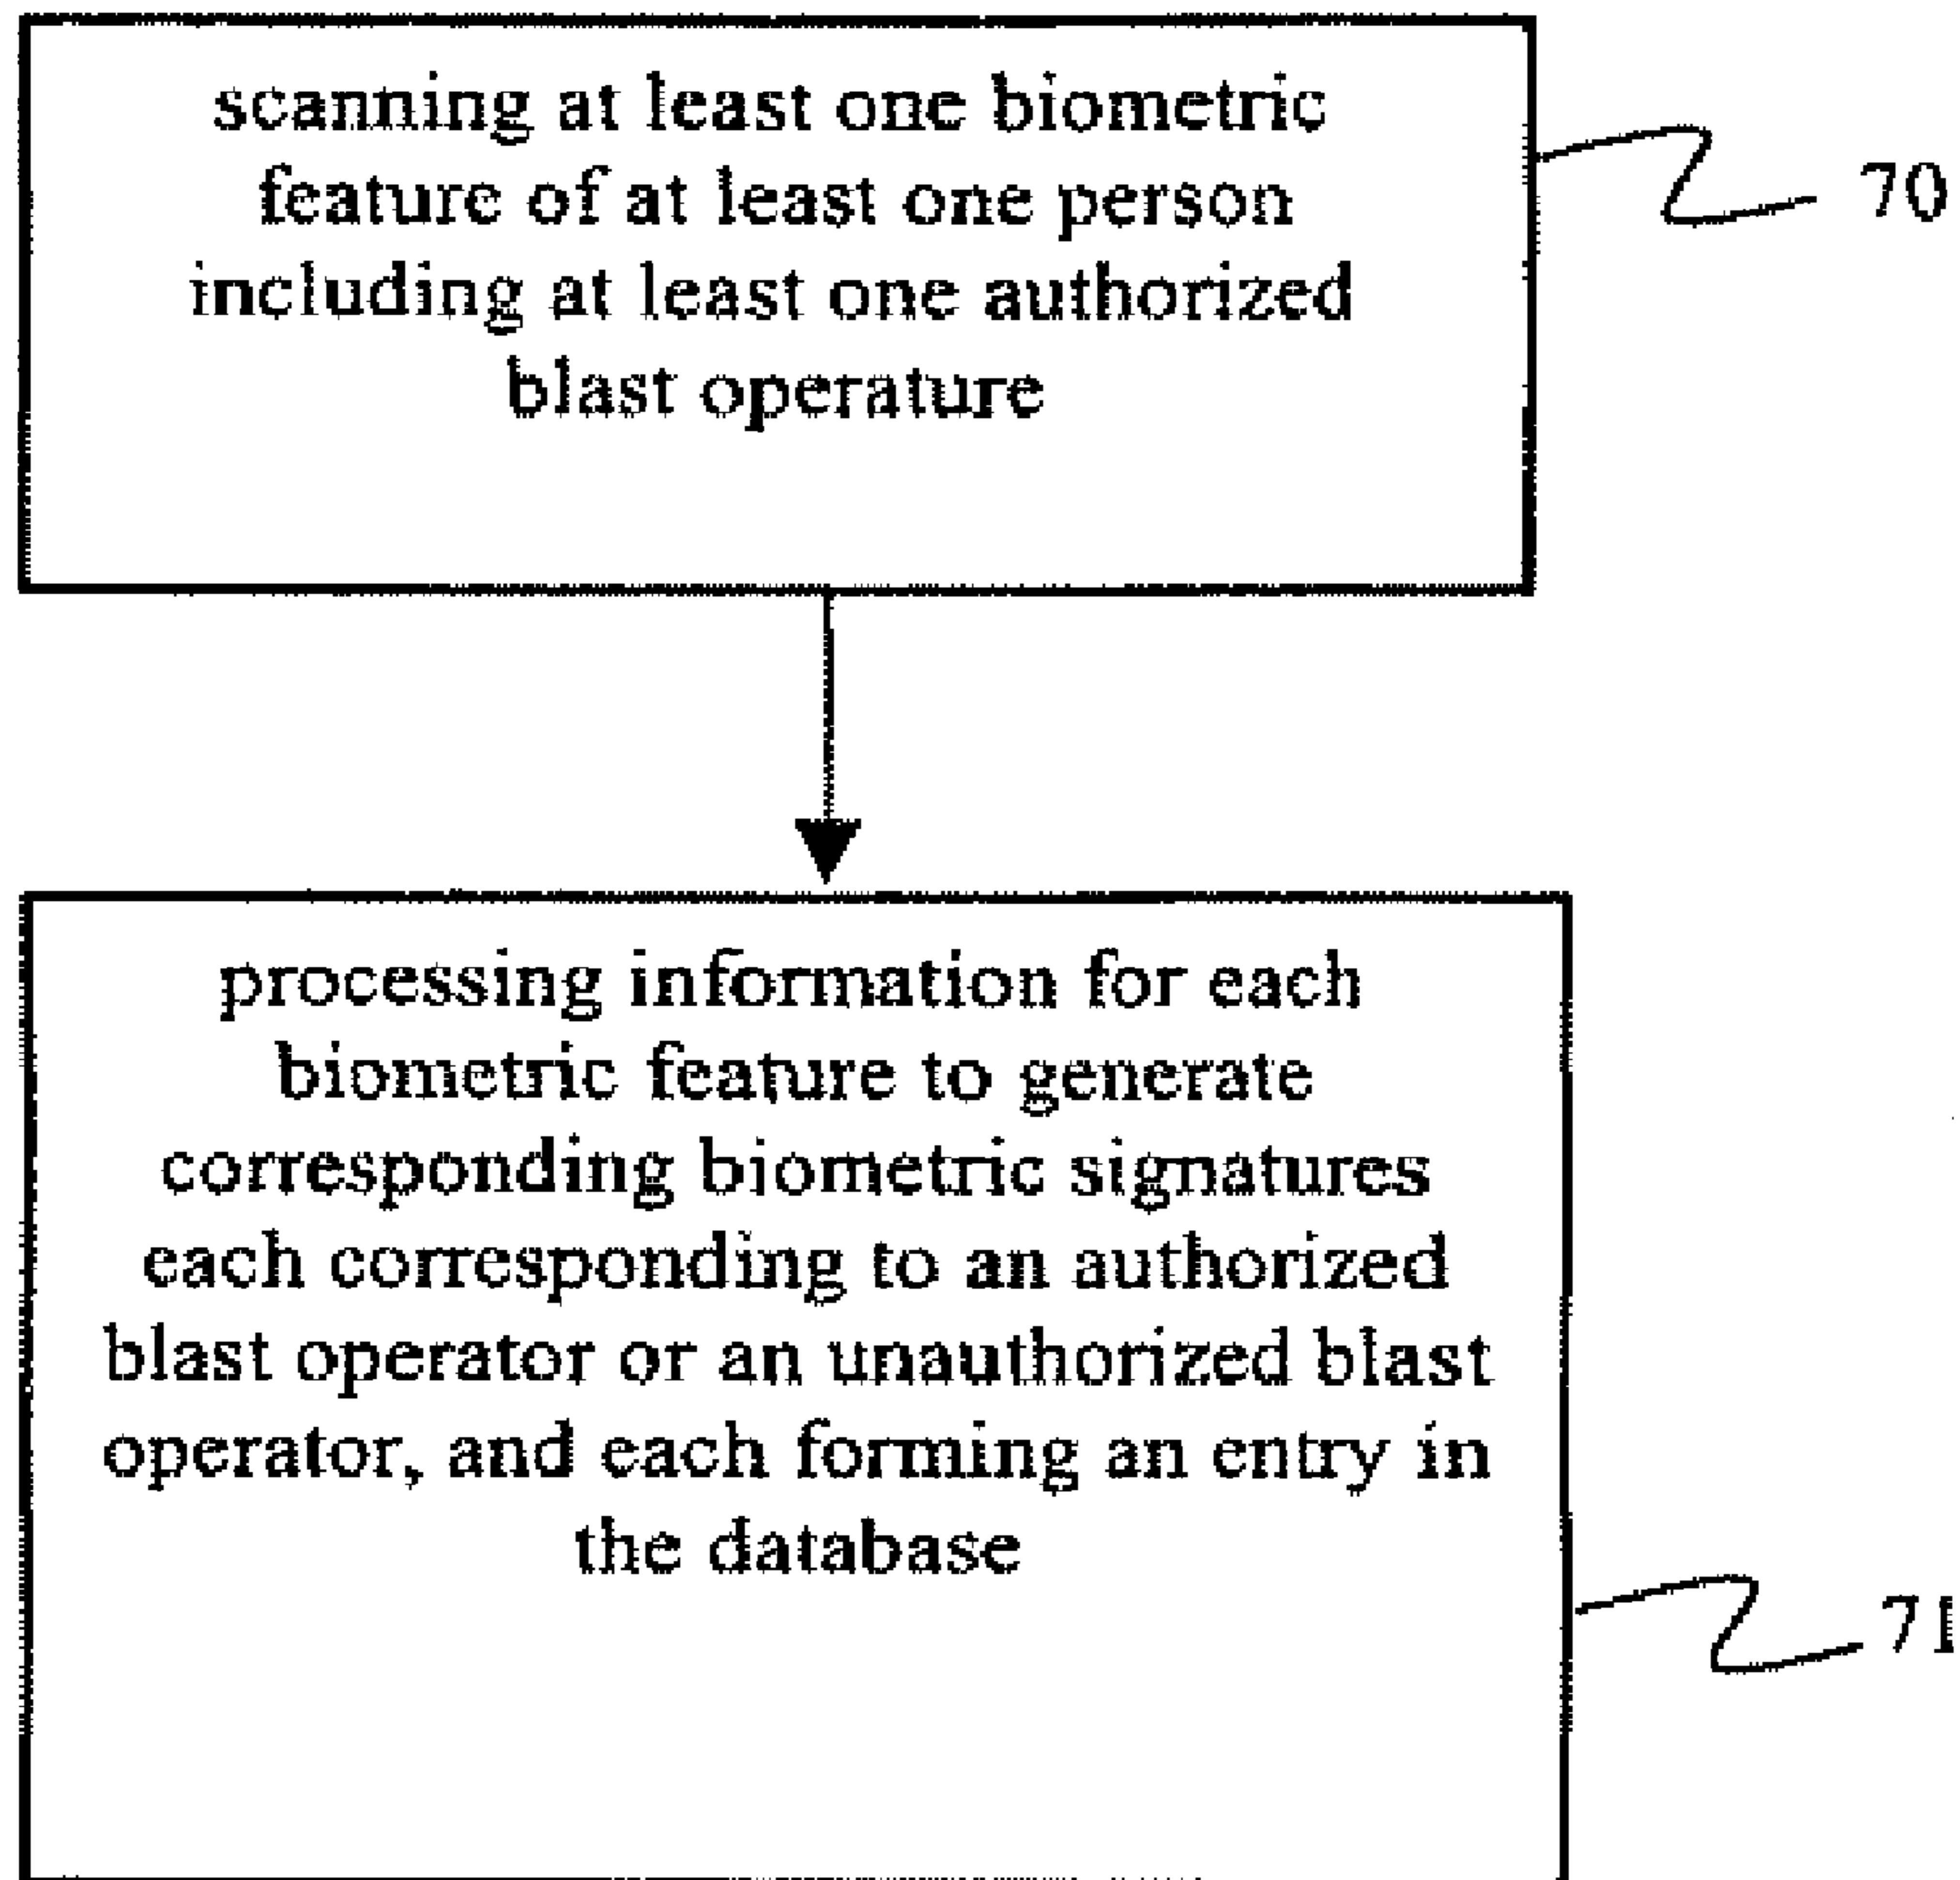 scanning at least one biometric
feature of at least one person
including at least one authorized
blast operature
70
processing information for each
biometric feature to generate
corresponding biometric signatures
each corresponding to an authorized
blast operator or an unauthorized blast
operator, and each forming an entry in
the database
71